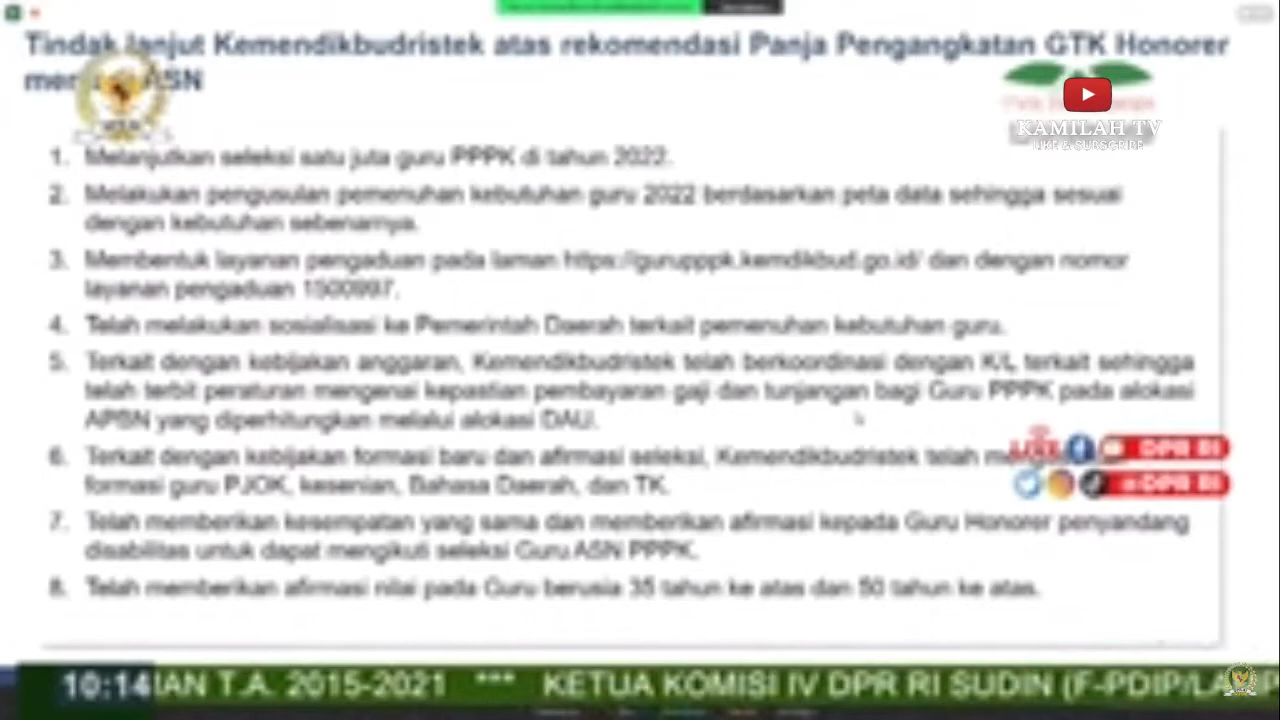 Tindak lanjut Kemendikbudristek atas rekomendasi Panja Pengangkatan GTK Honorer
ASN
KAMILAH TV
LIKE & SUBSCRIBE
1. Melanjutkan seleksi satu juta guru PPPK di tahun 2022.
2. Melakukan pengusulan pemenuhan kebutuhan guru 2022 berdasarkan peta data sehingga sesuai
dengan kebutuhan sebenarnya.
3. Membentuk layanan pengaduan pada laman https://gurupppk.kemdikbud.go.id/ dan dengan nomor
layanan pengaduan 1500997.
4. Telah melakukan sosialisasi ke Pemerintah Daerah terkait pemenuhan kebutuhan guru.
5. Terkait dengan kebijakan anggaran, Kemendikbudristek telah berkoordinasi dengan K/L terkait sehingga
telah terbit peraturan mengenai kepastian pembayaran gaji dan tunjangan bagi Guru PPPK pada alokasi
APBN yang diperhitungkan melalui alokasi DAU.
6. Terkait dengan kebijakan formasi baru dan afirmasi seleksi, Kemendikbudristek telah
formasi guru PJOK, kesenian, Bahasa Daerah, dan TK.
LIVE DPR RI
@DPR RI
7. Telah memberikan kesempatan yang sama dan memberikan afirmasi kepada Guru Honorer penyandang
disabilitas untuk dapat mengikuti seleksi Guru ASN PPPK.
8. Telah memberikan afirmasi nilai pada Guru berusia 35 tahun ke atas dan 50 tahun ke atas.
10:14 IAN T.A. 2015-2021 *** KETUA KOMISI IV DPR RI SUDIN (F-PDIP/LA